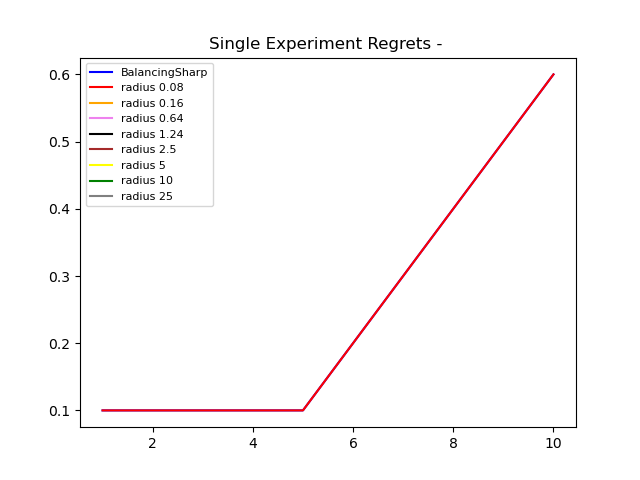 Single Experiment Regrets -
BalancingSharp
radius 0.08
radius 0.16
radius 0.64
radius 1.24
radius 2.5
radius 5
radius 10
radius 25
0.6
0.5
0.4
0.3
0.2
0.1
2 4 6 8 10